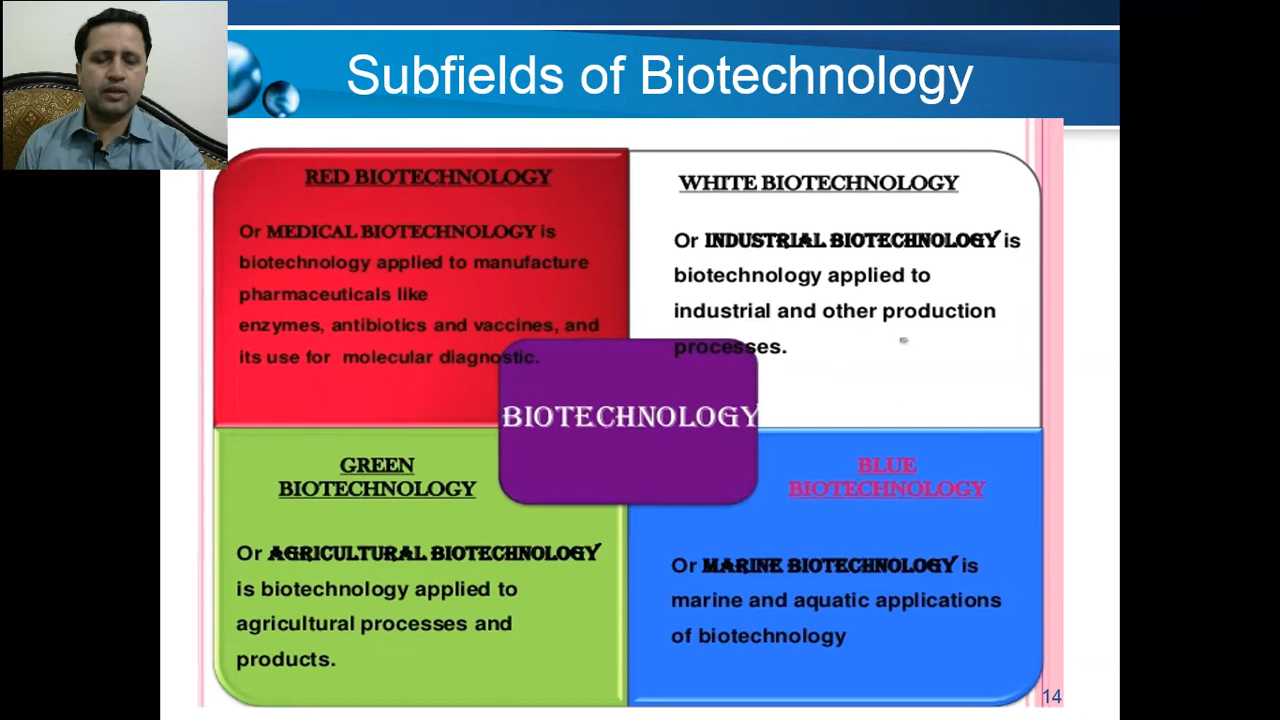 Subfields of Biotechnology
RED BIOTECHNOLOGY
Or MEDICAL BIOTECHNOLOGY is
biotechnology applied to manufacture
pharmaceuticals like
enzymes, antibiotics and vaccines, and
its use for molecular diagnostic.
WHITE BIOTECHNOLOGY
Or INDUSTRIAL BIOTECHNOLOGY is
biotechnology applied to
industrial and other production
processes.
BIOTECHNOLOGY
GREEN
BIOTECHNOLOGY
Or AGRICULTURAL BIOTECHNOLOGY
is biotechnology applied to
agricultural processes and
products.
BLUE
BIOTECHNOLOGY
Or MARINE BIOTECHNOLOGY is
marine and aquatic applications
of biotechnology
14